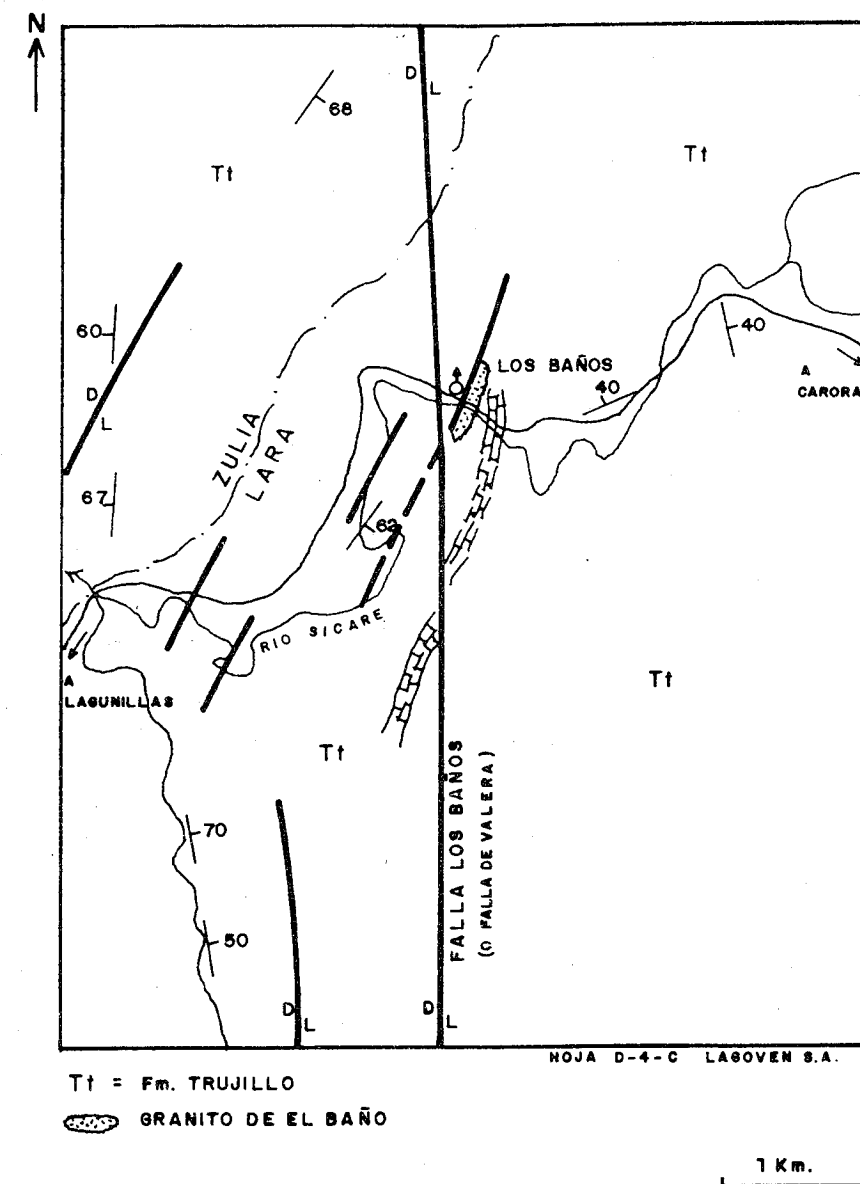 N
D
L
68
Tt
Tt
60
D
L
LOS BAÑOS
40
A
CARORA
40
ZULIA
LARA
67
62
RIO SICARE
A
LAGUNILLAS
Tt
Tt
70
50
FALLA LOS BAÑOS
(O FALLA DE VALERA)
D
L
D
L
HOJA D-4-C LAGOVEN S.A.
Tt = Fm. TRUJILLO
GRANITO DE EL BAÑO
1 Km.